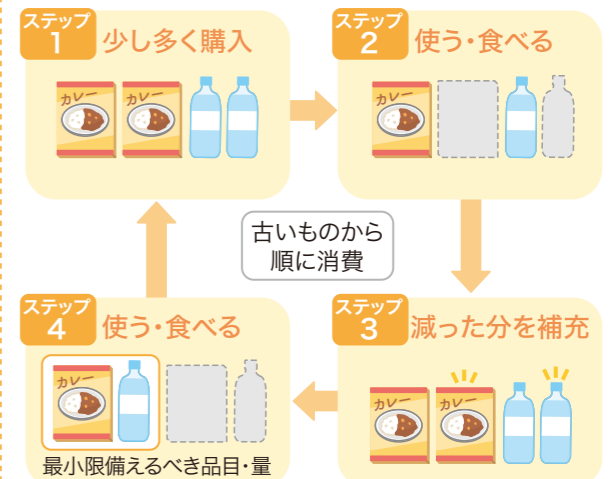 ステップ
1
少し多く購入
カレー
カレー
ステップ
2
使う・食べる
カレー
古いものから
順に消費
ステップ
3
減った分を補充
カレー
カレー
ステップ
4
使う・食べる
カレー
最小限備えるべき品目・量